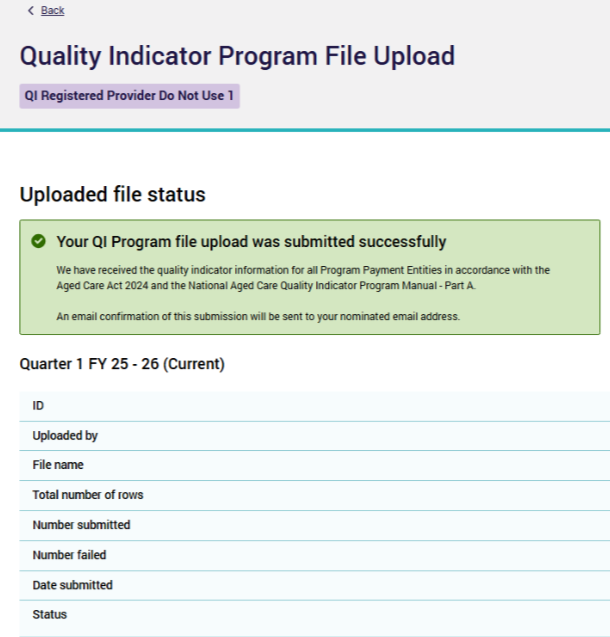 Back
Quality Indicator Program File Upload
QI Registered Provider Do Not Use 1
Uploaded file status
Your QI Program file upload was submitted successfully
We have received the quality indicator information for all Program Payment Entities in accordance with the
Aged Care Act 2024 and the National Aged Care Quality Indicator Program Manual - Part A.
An email confirmation of this submission will be sent to your nominated email address.
Quarter 1 FY 25 - 26 (Current)
ID
Uploaded by
File name
Total number of rows
Number submitted
Number failed
Date submitted
Status